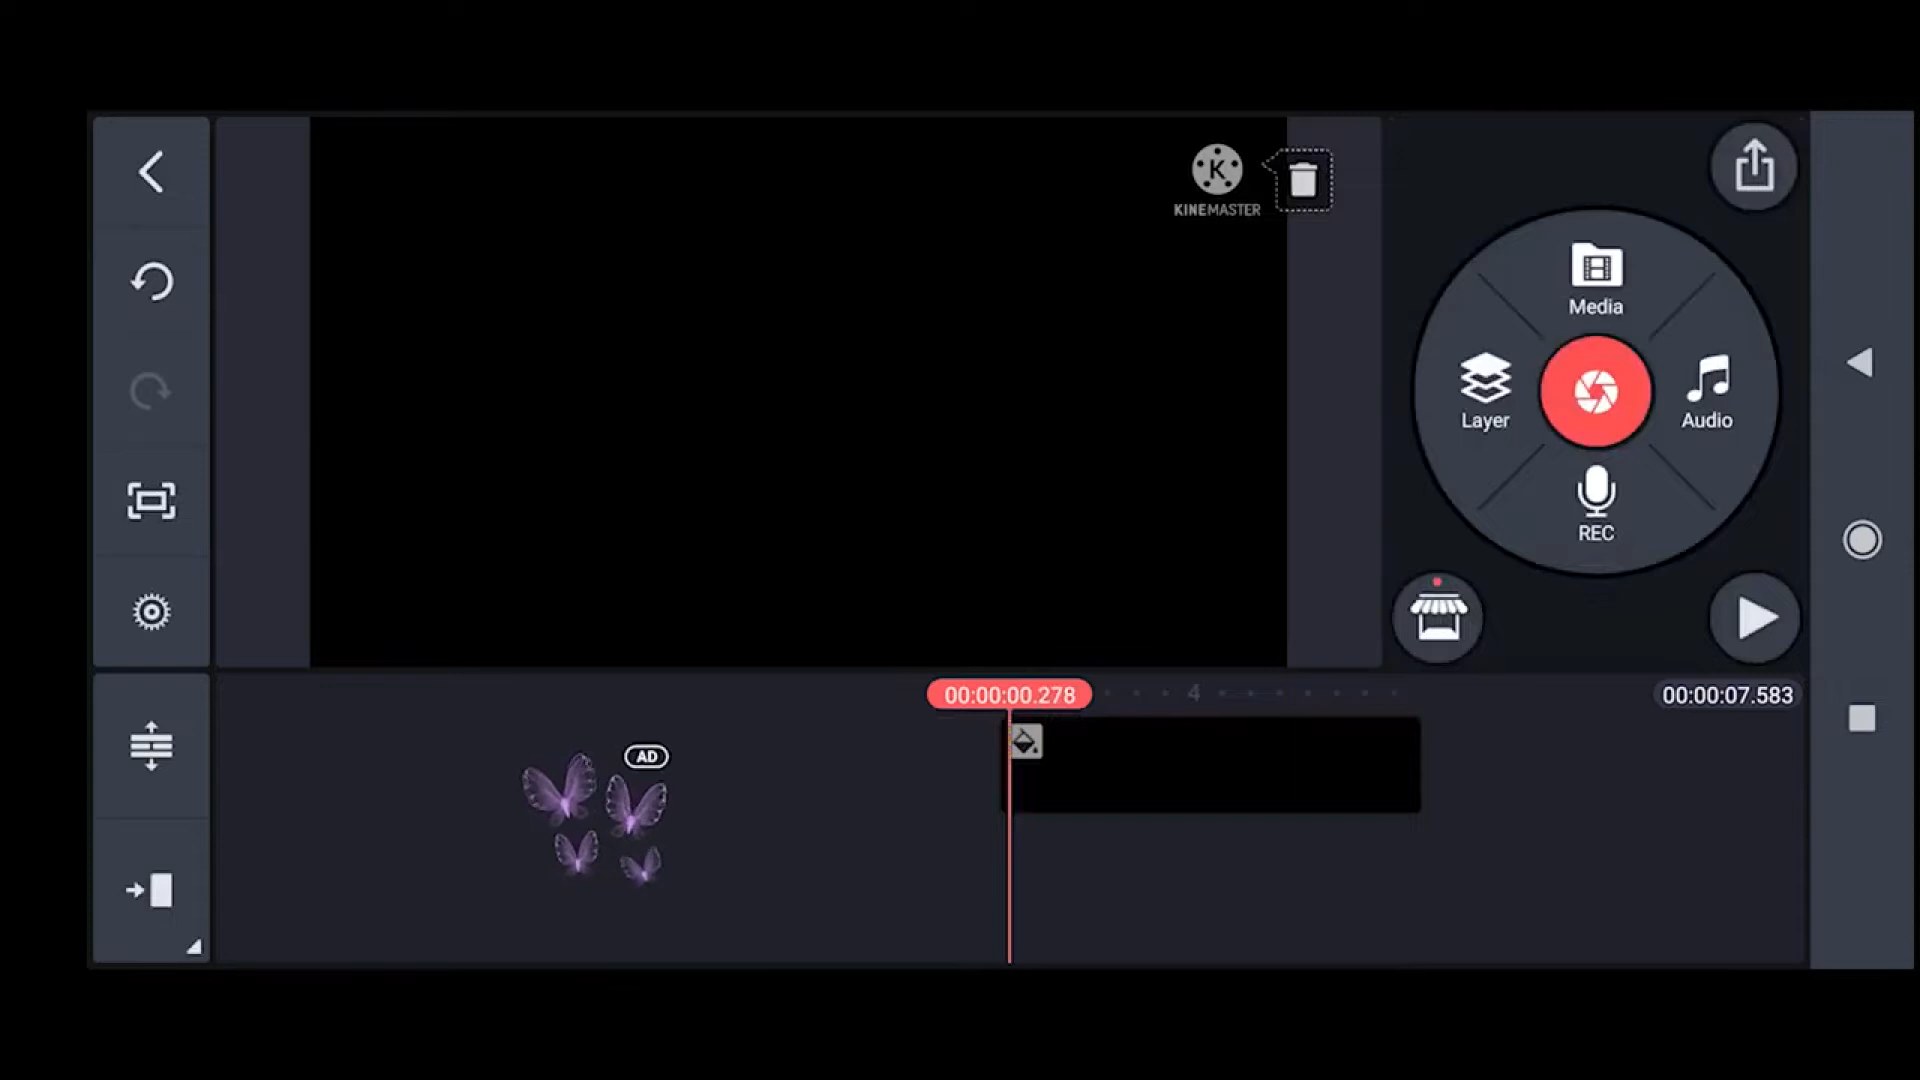 K
KINEMASTER
Media
Layer
Audio
REC
00:00:00.278
4
00:00:07.583
AD